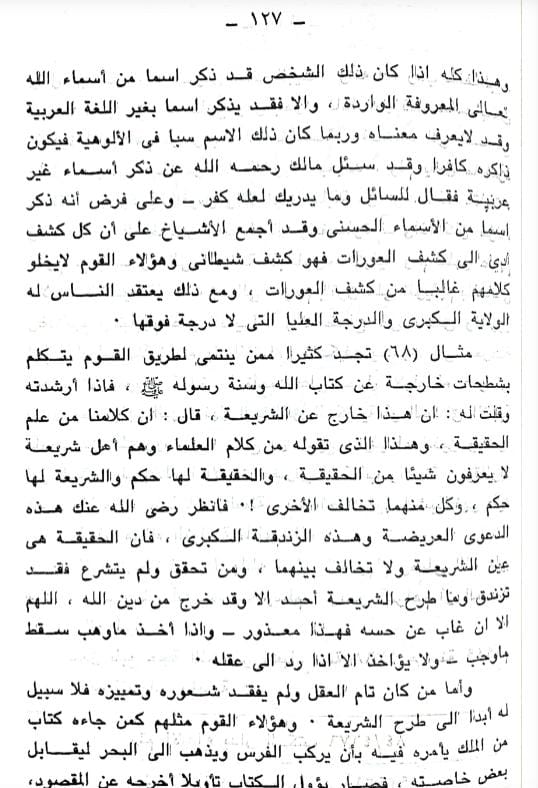 — ١٢٧ —
وهذا كله اذا كان ذلك الشخص قد ذكر اسما من أسماء الله
تعالى المعروفة الواردة ، والا فقد يذكر اسما بغير اللغة العربية
وقد لايعرف معناه وربما كان ذلك الاسم سبا فى الألوهية فيكون
ذاكره كافرا وقد سئل مالك رحمه الله عن ذكر أسماء غير
عربية فقال للسائل وما يدريك لعله كفر — وعلى فرض أنه ذكر
اسما من الأسماء الحسنى وقد أجمع الأشياخ على أن كل كشف
أدى الى كشف العورات فهو كشف شيطانى وهؤلاء القوم لايخلو
كلامهم غالبا من كشف العورات ، ومع ذلك يعتقد الناس له
الولاية الكبرى والدرجة العليا التى لا درجة فوقها ٠
مثال (٦٨) تجد كثيرا ممن ينتمى لطريق القوم يتكلم
بشطحات خارجة عن كتاب الله وسنة رسوله ﷺ ، فاذا أرشدته
وقلت له : ان هذا خارج عن الشريعة ، قال : ان كلامنا من علم
الحقيقة ، وهذا الذى تقوله من كلام العلماء وهم أهل شريعة
لا يعرفون شيئا من الحقيقة ، والحقيقة لها حكم والشريعة لها
حكم ، وكل منهما تخالف الأخرى !٠ فانظر رضى الله عنك هذه
الدعوى العريضة وهذه الزندقة الكبرى ، فان الحقيقة هى
عين الشريعة ولا تخالف بينهما ، ومن تحقق ولم يتشرع فقد
تزندق وما طرح الشريعة أحد الا وقد خرج من دين الله ، اللهم
الا ان غاب عن حسه فهذا معذور — واذا أخذ ماوهب سقط
ماوجب — ولا يؤاخذ الا اذا رد الى عقله ٠
وأما من كان تام العقل ولم يفقد شعوره وتمييزه فلا سبيل
له أبدا الى طرح الشريعة ٠ وهؤلاء القوم مثلهم كمن جاءه كتاب
من الملك يأمره فيه بأن يركب الفرس ويذهب الى البحر ليقابل
بعض خاصته ، فصار يؤول الكتاب تأويلا أخرجه عن المقصود،